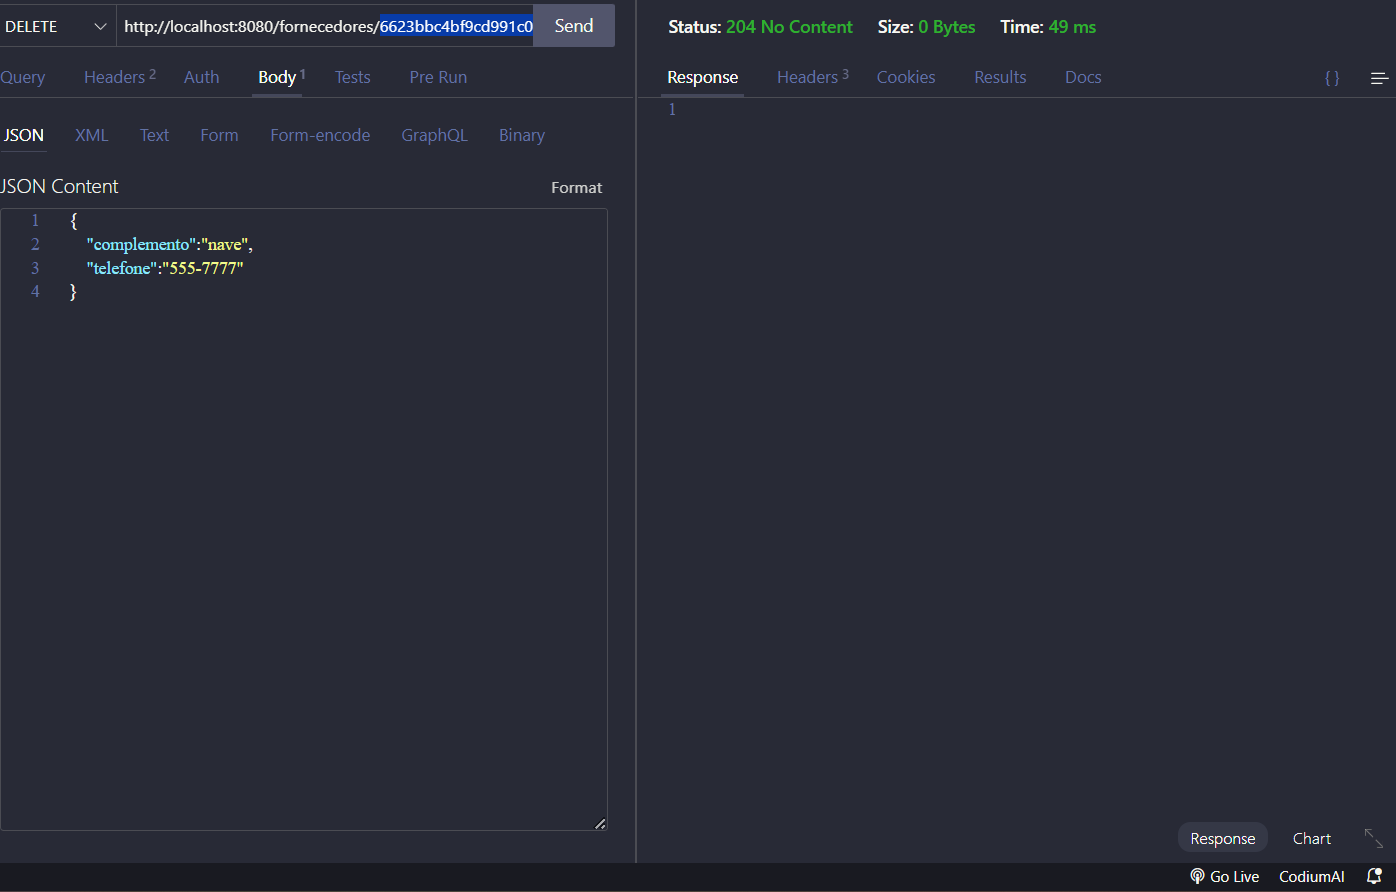 DELETE http://localhost:8080/fornecedores/6623bbc4bf9cd991c0 Send
Query Headers 2 Auth Body 1 Tests Pre Run
JSON XML Text Form Form-encode GraphQL Binary
JSON Content Format
1 {
2 "complemento":"nave",
3 "telefone":"555-7777"
4 }
Status: 204 No Content Size: 0 Bytes Time: 49 ms
Response Headers 3 Cookies Results Docs { }
1
Response Chart
Go Live CodiumAI